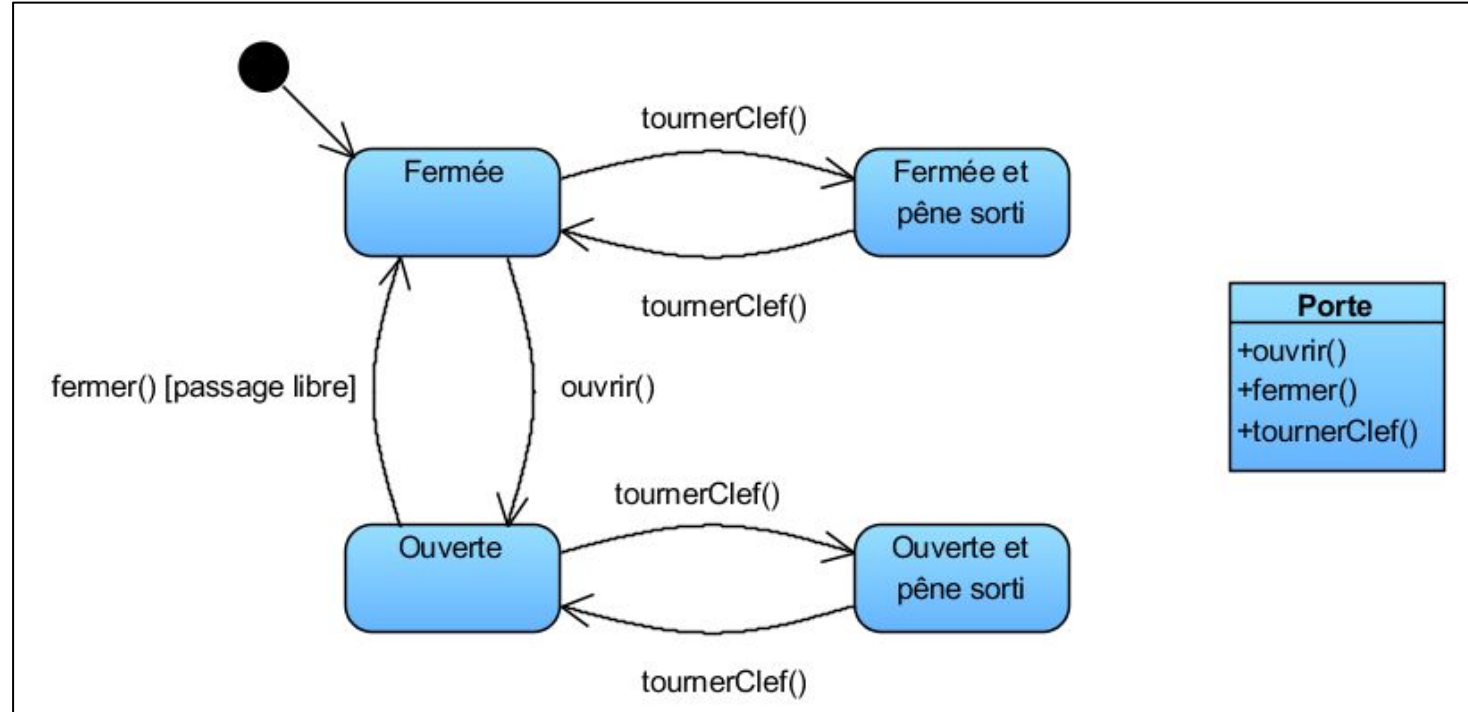 tournerClef()
Fermée
Fermée et
pêne sorti
tournerClef()
Porte
+ouvrir()
+fermer()
+tournerClef()
fermer() [passage libre]
ouvrir()
tournerClef()
Ouverte
Ouverte et
pêne sorti
tournerClef()